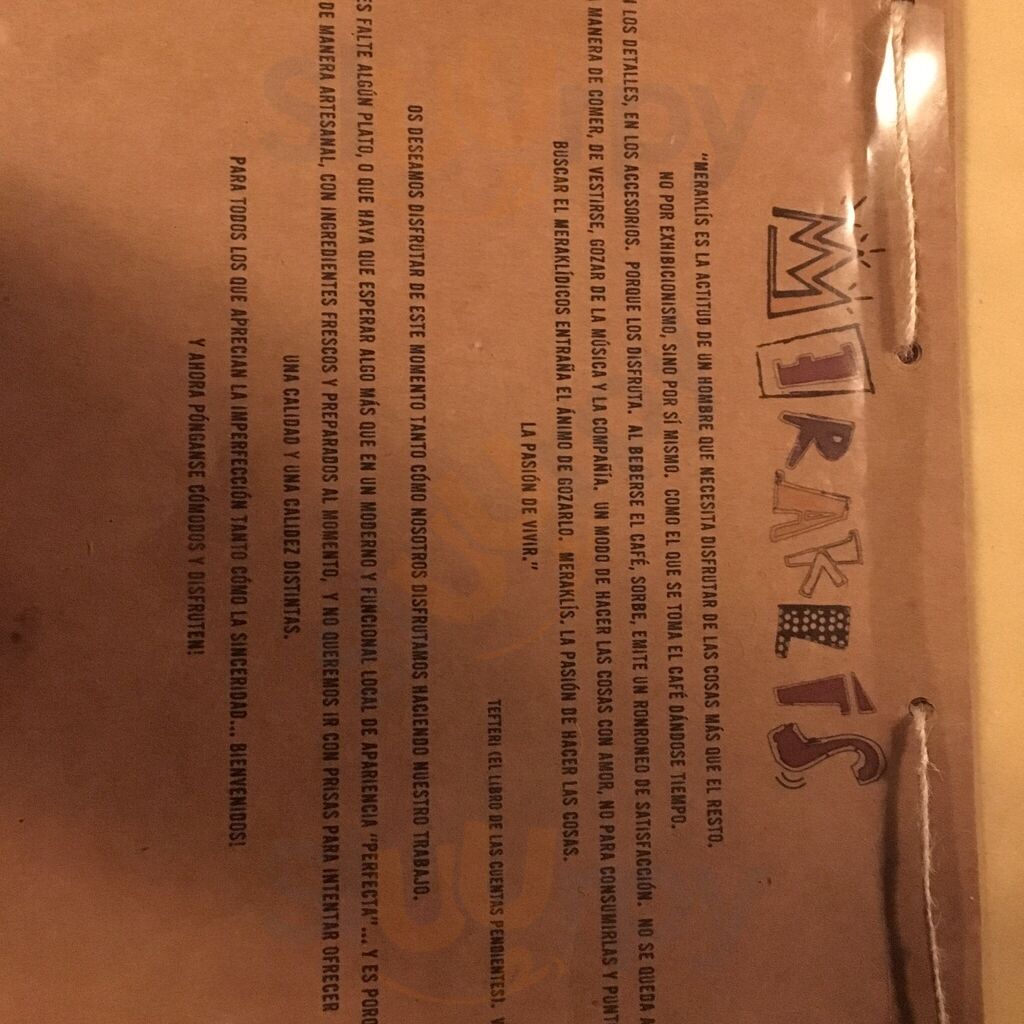 MERAKLÍS
"MERAKLÍS ES LA ACTITUD DE UN HOMBRE QUE NECESITA DISFRUTAR DE LAS COSAS MÁS QUE EL RESTO.
NO POR EXHIBICIONISMO, SINO POR SÍ MISMO. COMO EL QUE SE TOMA EL CAFÉ DÁNDOSE TIEMPO.
LOS DETALLES, EN LOS ACCESORIOS. PORQUE LOS DISFRUTA. AL BEBERSE EL CAFÉ, SORBE, EMITE UN RONRONEO DE SATISFACCIÓN. NO SE QUEDA
MANERA DE COMER, DE VESTIRSE, GOZAR DE LA MÚSICA Y LA COMPAÑÍA. UN MODO DE HACER LAS COSAS CON AMOR, NO PARA CONSUMIRLAS Y PUNT
BUSCAR EL MERAKLÍDICOS ENTRAÑA EL ÁNIMO DE GOZARLO. MERAKLÍS. LA PASIÓN DE HACER LAS COSAS.
LA PASIÓN DE VIVIR."
TEFTERI (EL LIBRO DE LAS CUENTAS PENDIENTES).
OS DESEAMOS DISFRUTAR DE ESTE MOMENTO TANTO CÓMO NOSOTROS DISFRUTAMOS HACIENDO NUESTRO TRABAJO.
ES FALTE ALGÚN PLATO, O QUE HAYA QUE ESPERAR ALGO MÁS QUE EN UN MODERNO Y FUNCIONAL LOCAL DE APARIENCIA "PERFECTA"... Y ES PORQ
DE MANERA ARTESANAL, CON INGREDIENTES FRESCOS Y PREPARADOS AL MOMENTO, Y NO QUEREMOS IR CON PRISAS PARA INTENTAR OFRECER
UNA CALIDAD Y UNA CALIDEZ DISTINTAS.
PARA TODOS LOS QUE APRECIAN LA IMPERFECCIÓN TANTO CÓMO LA SINCERIDAD... BIENVENIDOS!
Y AHORA PÓNGANSE CÓMODOS Y DISFRUTEN!